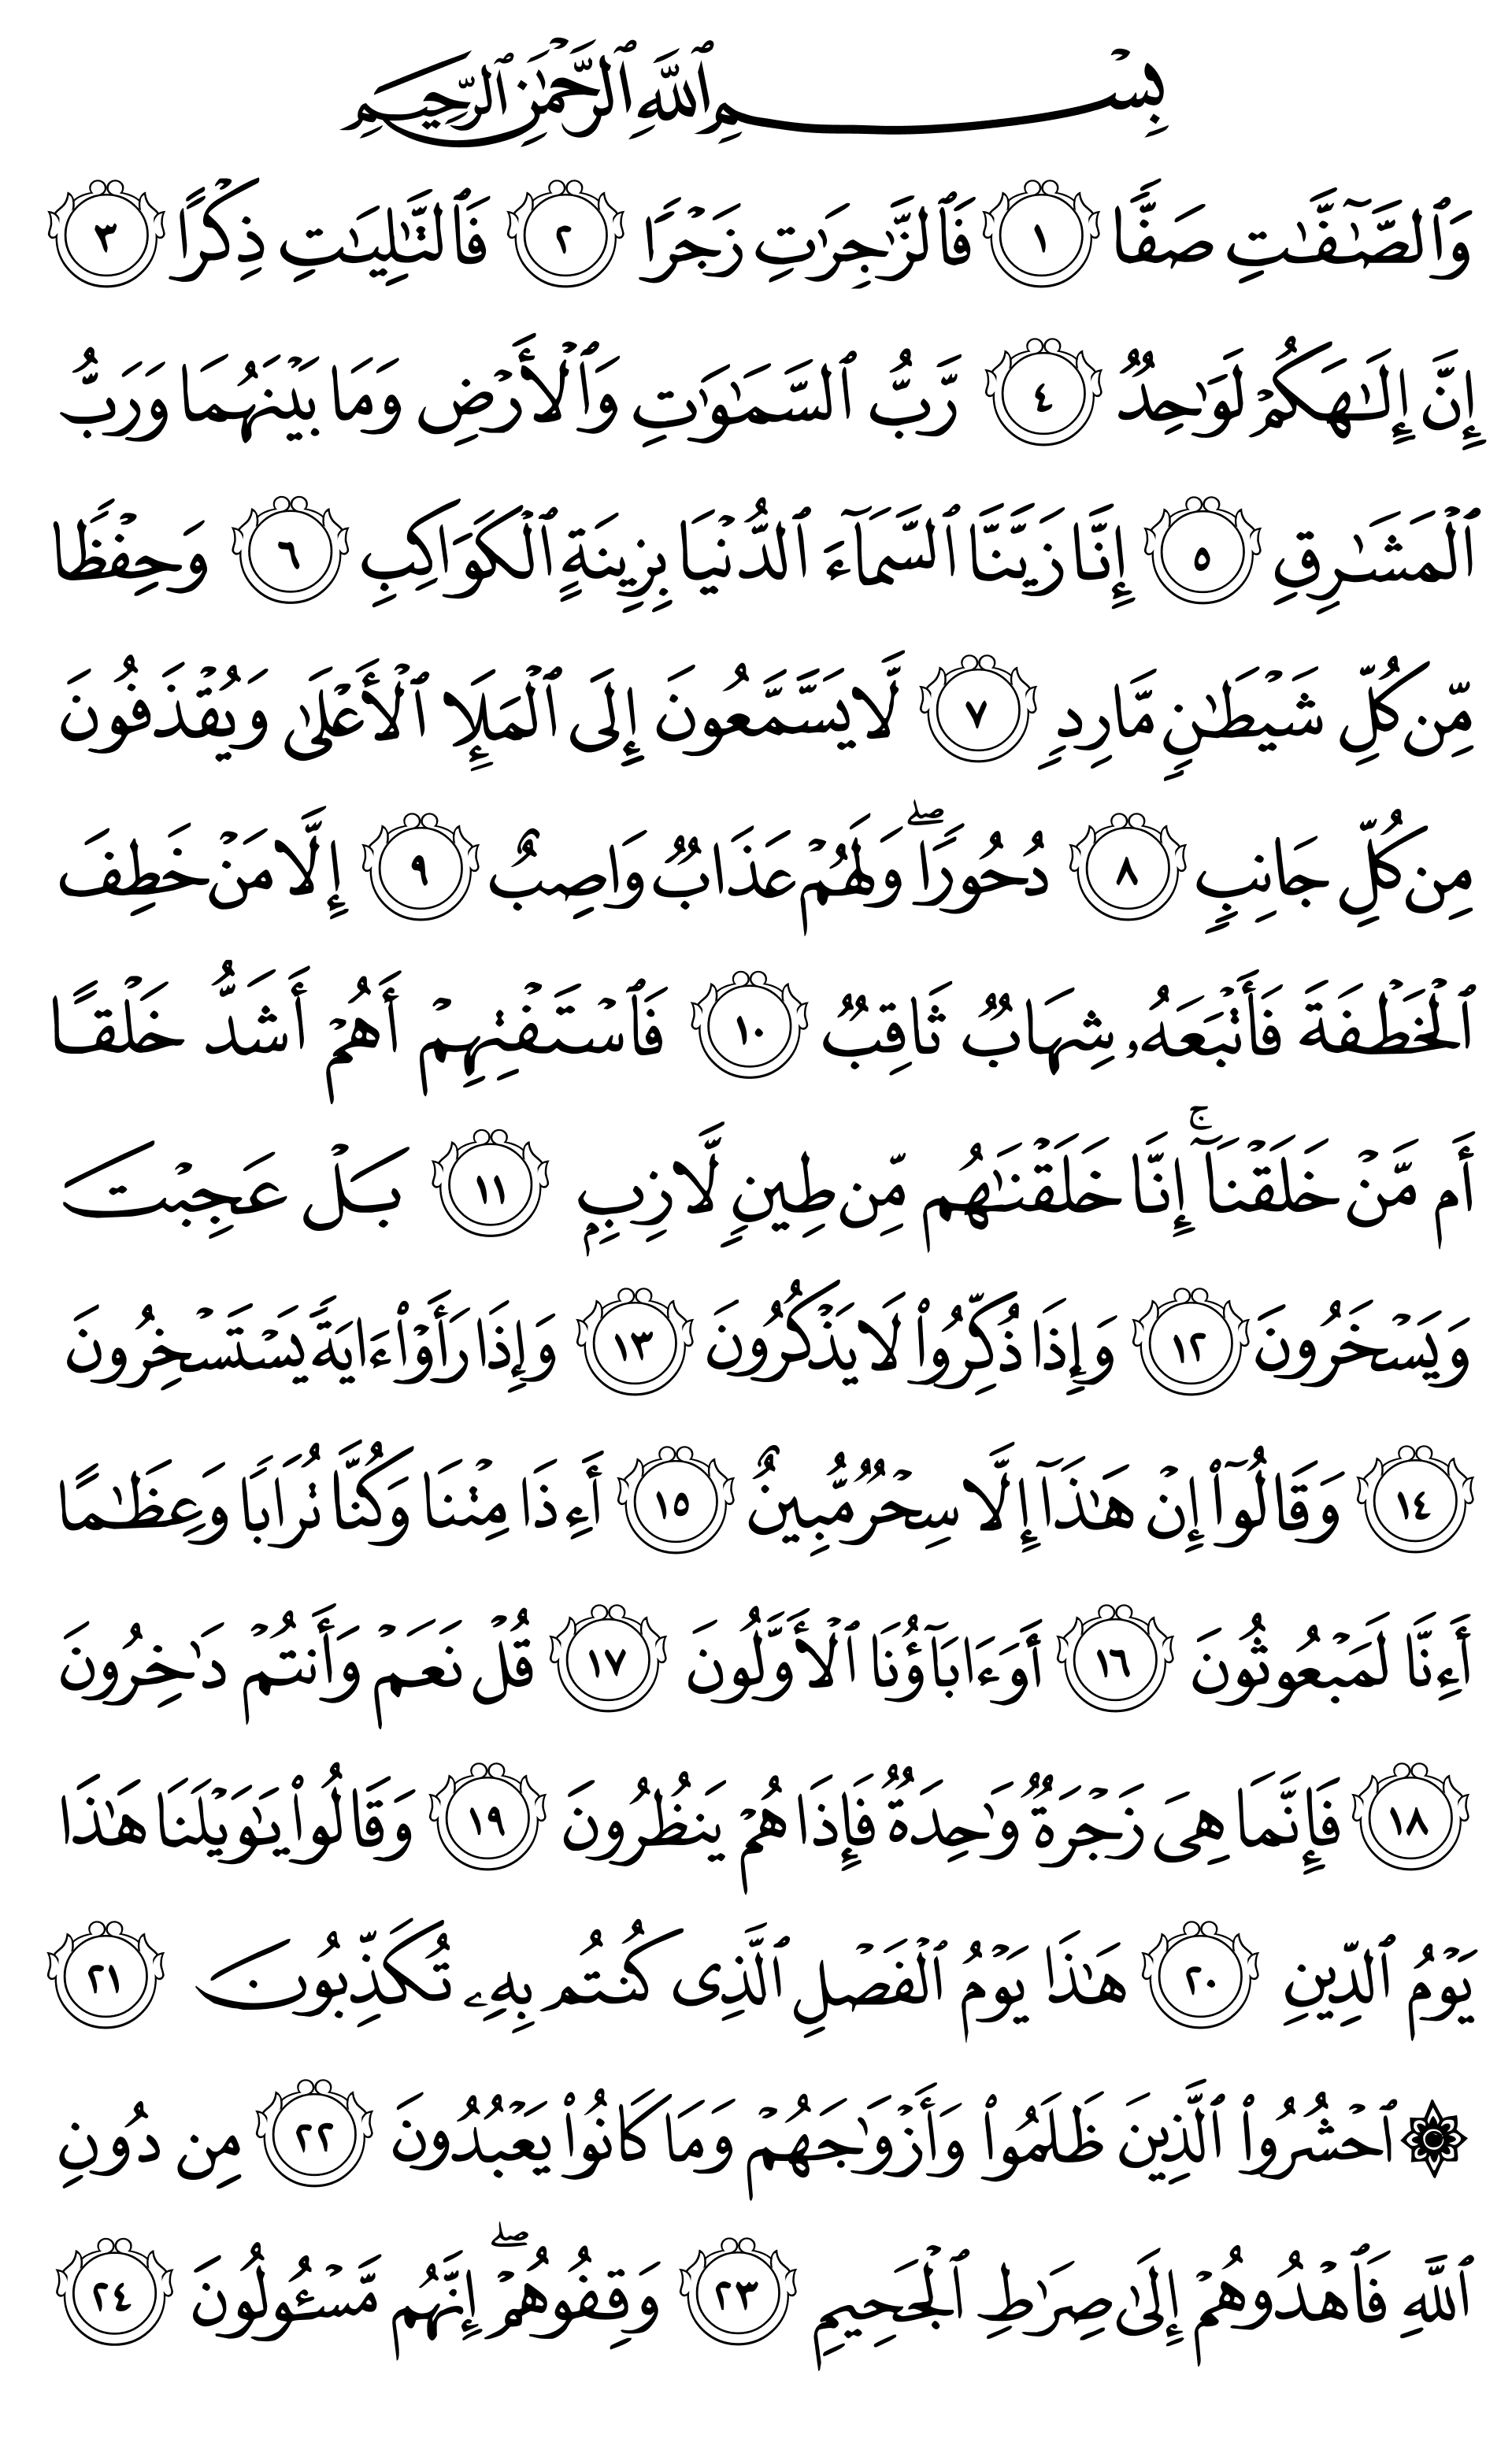 بِسْمِ ٱللَّهِ ٱلرَّحْمَٰنِ ٱلرَّحِيمِ
وَٱلصَّٰٓفَّٰتِ صَفًّا ١ فَٱلزَّٰجِرَٰتِ زَجْرًا ٢ فَٱلتَّٰلِيَٰتِ ذِكْرًا ٣
إِنَّ إِلَٰهَكُمْ لَوَٰحِدٌ ٤ رَّبُّ ٱلسَّمَٰوَٰتِ وَٱلْأَرْضِ وَمَا بَيْنَهُمَا وَرَبُّ
ٱلْمَشَٰرِقِ ٥ إِنَّا زَيَّنَّا ٱلسَّمَآءَ ٱلدُّنْيَا بِزِينَةٍ ٱلْكَوَاكِبِ ٦ وَحِفْظًا
مِّن كُلِّ شَيْطَٰنٍ مَّارِدٍ ٧ لَّا يَسَّمَّعُونَ إِلَى ٱلْمَلَإِ ٱلْأَعْلَىٰ وَيُقْذَفُونَ
مِن كُلِّ جَانِبٍ ٨ دُحُورًا ۖ وَلَهُمْ عَذَابٌ وَاصِبٌ ٩ إِلَّا مَنْ خَطِفَ
ٱلْخَطْفَةَ فَأَتْبَعَهُۥ شِهَابٌ ثَاقِبٌ ١٠ فَٱسْتَفْتِهِمْ أَهُمْ أَشَدُّ خَلْقًا
أَم مَّنْ خَلَقْنَآ ۚ إِنَّا خَلَقْنَٰهُم مِّن طِينٍ لَّازِبٍۭ ١١ بَلْ عَجِبْتَ
وَيَسْخَرُونَ ١٢ وَإِذَا ذُكِّرُوا۟ لَا يَذْكُرُونَ ١٣ وَإِذَا رَأَوْا۟ ءَايَةً يَسْتَسْخِرُونَ
١٤ وَقَالُوٓا۟ إِنْ هَٰذَآ إِلَّا سِحْرٌ مُّبِينٌ ١٥ أَءِذَا مِتْنَا وَكُنَّا تُرَابًا وَعِظَٰمًا
أَءِنَّا لَمَبْعُوثُونَ ١٦ أَوَءَابَآؤُنَا ٱلْأَوَّلُونَ ١٧ قُلْ نَعَمْ وَأَنتُمْ دَٰخِرُونَ
١٨ فَإِنَّمَا هِىَ زَجْرَةٌ وَٰحِدَةٌ فَإِذَا هُمْ يَنظُرُونَ ١٩ وَقَالُوا۟ يَٰوَيْلَنَا هَٰذَا
يَوْمُ ٱلدِّينِ ٢٠ هَٰذَا يَوْمُ ٱلْفَصْلِ ٱلَّذِى كُنتُم بِهِۦ تُكَذِّبُونَ ٢١
۞ ٱحْشُرُوا۟ ٱلَّذِينَ ظَلَمُوا۟ وَأَزْوَٰجَهُمْ وَمَا كَانُوا۟ يَعْبُدُونَ ٢٢ مِن دُونِ
ٱللَّهِ فَٱهْدُوهُمْ إِلَىٰ صِرَٰطِ ٱلْجَحِيمِ ٢٣ وَقِفُوهُمْ ۖ إِنَّهُم مَّسْـُٔولُونَ ٢٤